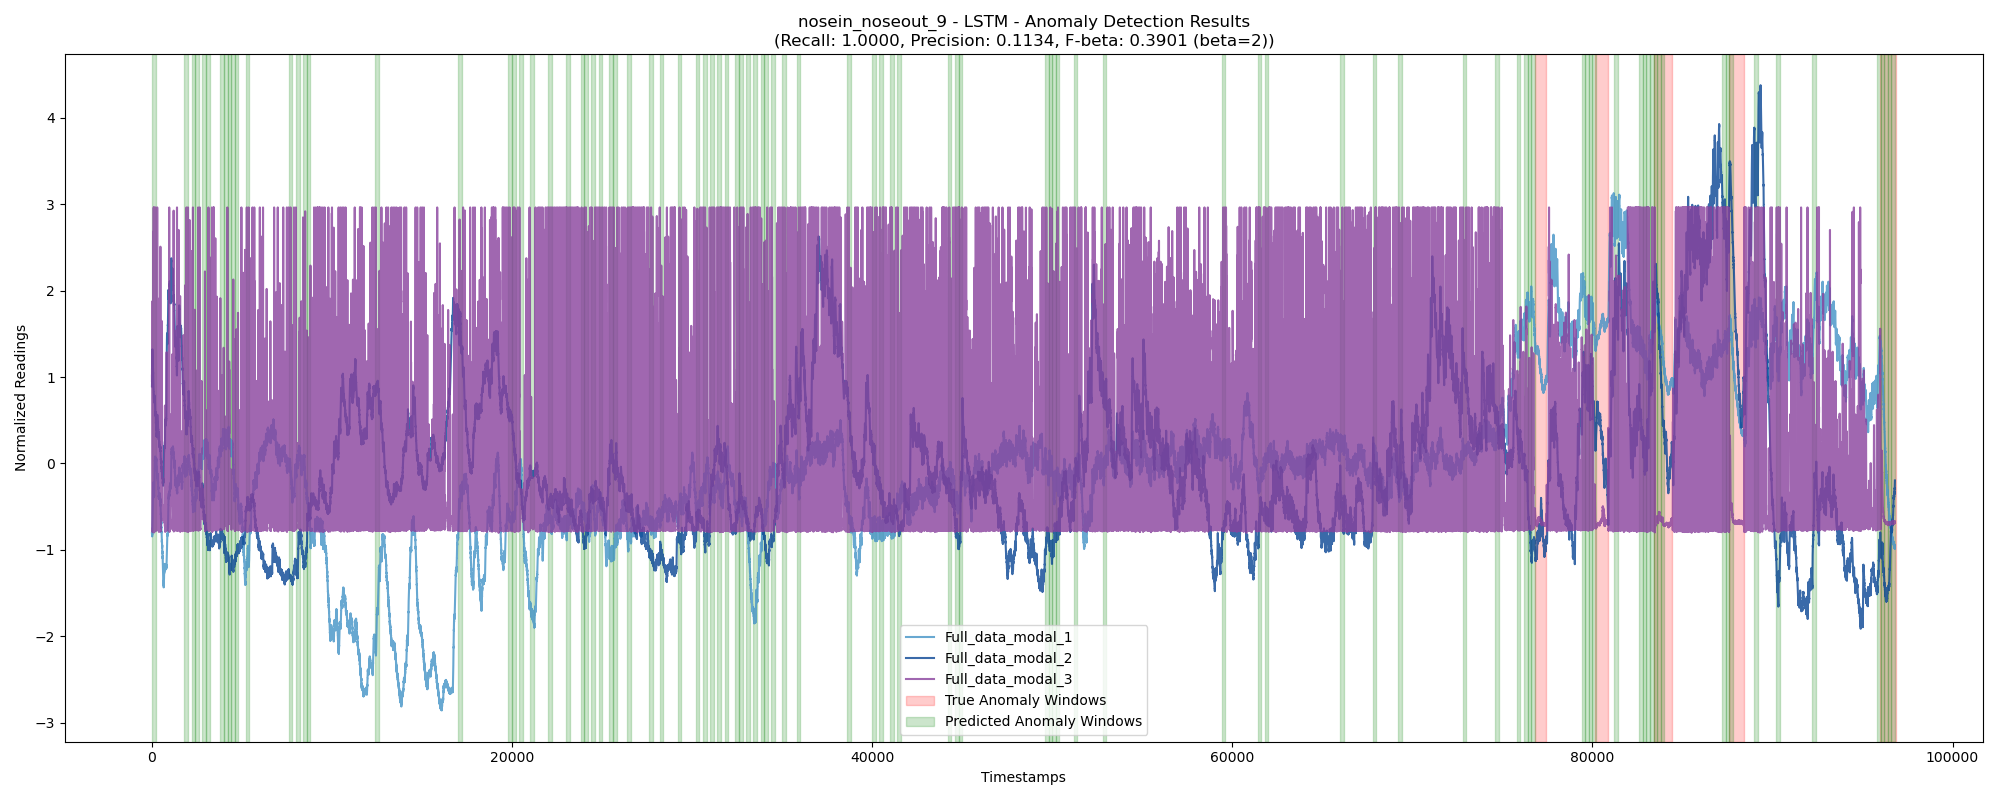 nosein_noseout_9 - LSTM - Anomaly Detection Results
(Recall: 1.0000, Precision: 0.1134, F-beta: 0.3901 (beta=2))
Normalized Readings
4
3
2
1
0
−1
−2
−3
Full_data_modal_1
Full_data_modal_2
Full_data_modal_3
True Anomaly Windows
Predicted Anomaly Windows
0
20000
40000
60000
80000
100000
Timestamps